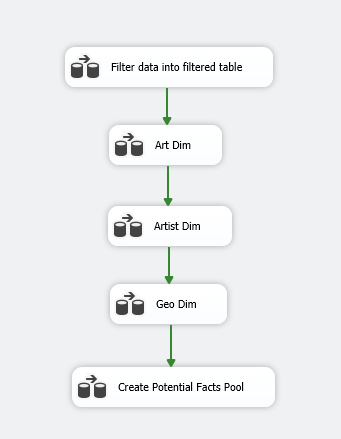 Filter data into filtered table
Art Dim
Artist Dim
Geo Dim
Create Potential Facts Pool